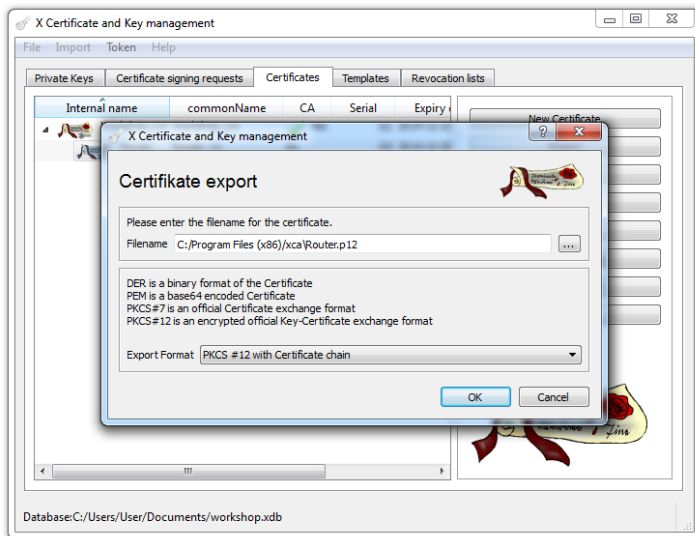 X Certificate and Key management
File Import Token Help
Private Keys Certificate signing requests Certificates Templates Revocation lists
Internal name commonName CA Serial Expiry
New Certificate
X Certificate and Key management
Certifikate export
Please enter the filename for the certificate.
Filename C:/Program Files (x86)/xca\Router.p12 ...
DER is a binary format of the Certificate
PEM is a base64 encoded Certificate
PKCS#7 is an official Certificate exchange format
PKCS#12 is an encrypted official Key-Certificate exchange format
Export Format PKCS #12 with Certificate chain
OK Cancel
Database:C:/Users/User/Documents/workshop.xdb